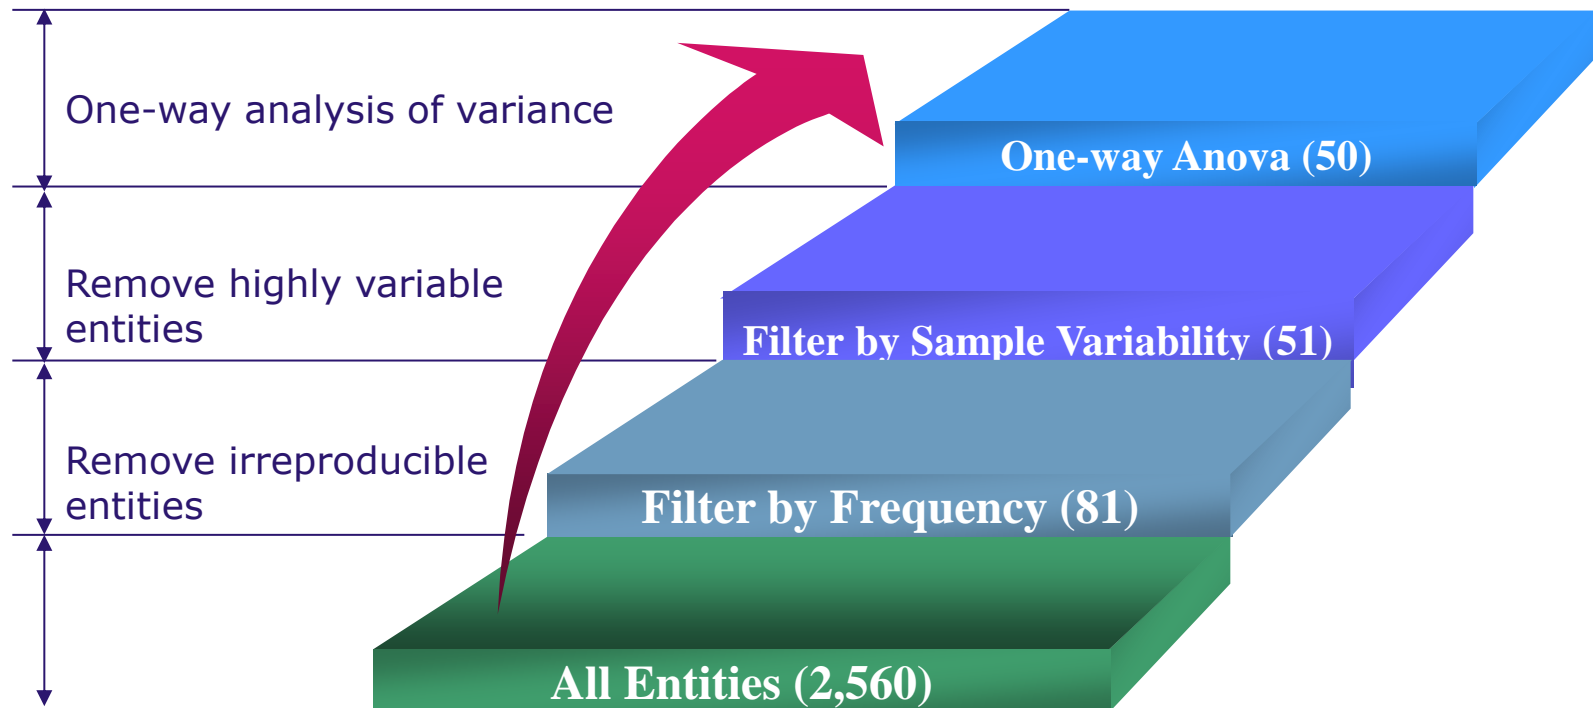 One-way analysis of variance
One-way Anova (50)
Remove highly variable
entities
Filter by Sample Variability (51)
Remove irreproducible
entities
Filter by Frequency (81)
All Entities (2,560)